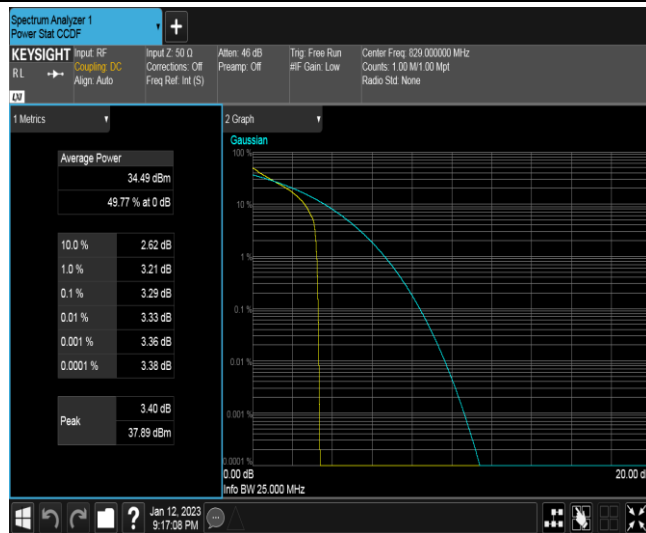 Spectrum Analyzer 1
Power Stat CCDF
+
KEYSIGHT
RL
Input: RF
Coupling: DC
Align: Auto
Input Z: 50 Ω
Corrections: Off
Freq Ref: Int (S)
Atten: 46 dB
Preamp: Off
Trig: Free Run
#IF Gain: Low
Center Freq: 829.000000 MHz
Counts: 1.00 M/1.00 Mpt
Radio Std: None
1 Metrics
Average Power
34.49 dBm
49.77 % at 0 dB
10.0 % 2.62 dB
1.0 % 3.21 dB
0.1 % 3.29 dB
0.01 % 3.33 dB
0.001 % 3.36 dB
0.0001 % 3.38 dB
Peak
3.40 dB
37.89 dBm
2 Graph
Gaussian
100 %
10 %
1 %
0.1 %
0.01 %
0.001 %
0.0001 %
0.00 dB
20.00 d
Info BW 25.000 MHz
?
Jan 12, 2023
9:17:08 PM